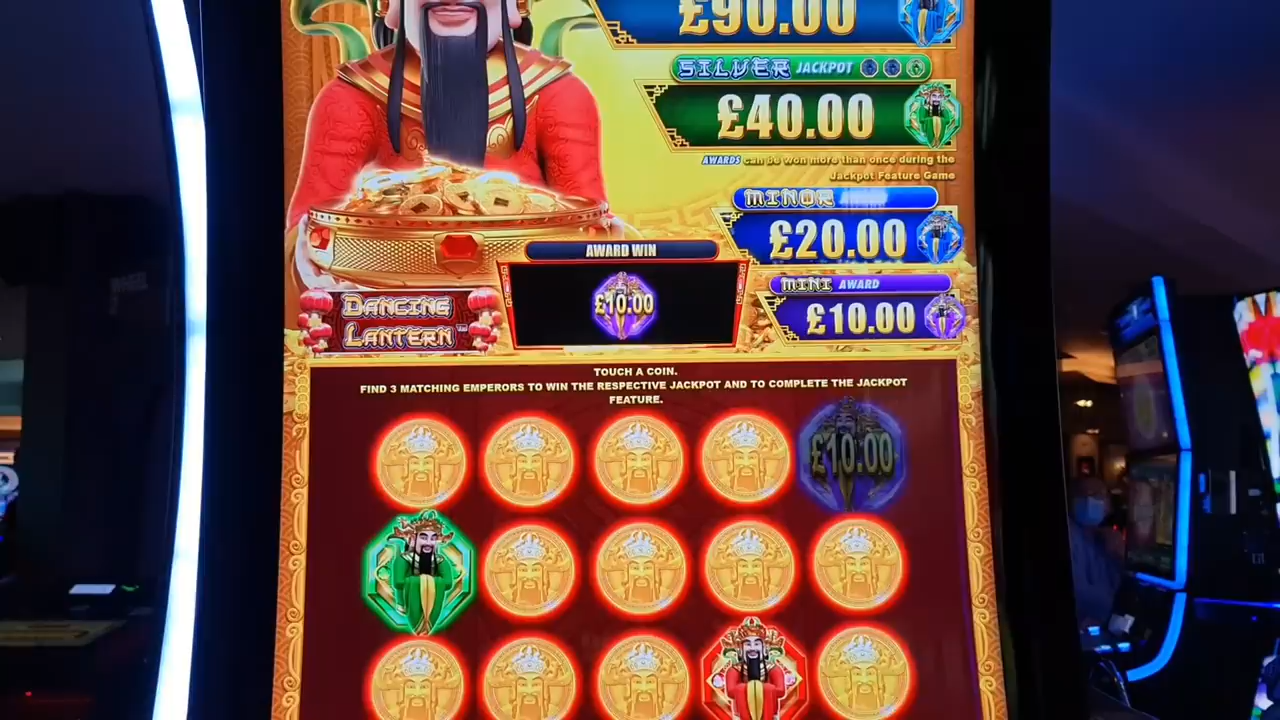 £90.00
SILVER JACKPOT
£40.00
AWARDS can be won more than once during the
Jackpot Feature Game
MINOR
£20.00
AWARD WIN
£10.00
MINI AWARD
£10.00
DANCING
LANTERN™
TOUCH A COIN.
FIND 3 MATCHING EMPERORS TO WIN THE RESPECTIVE JACKPOT AND TO COMPLETE THE JACKPOT
FEATURE.
£10.00